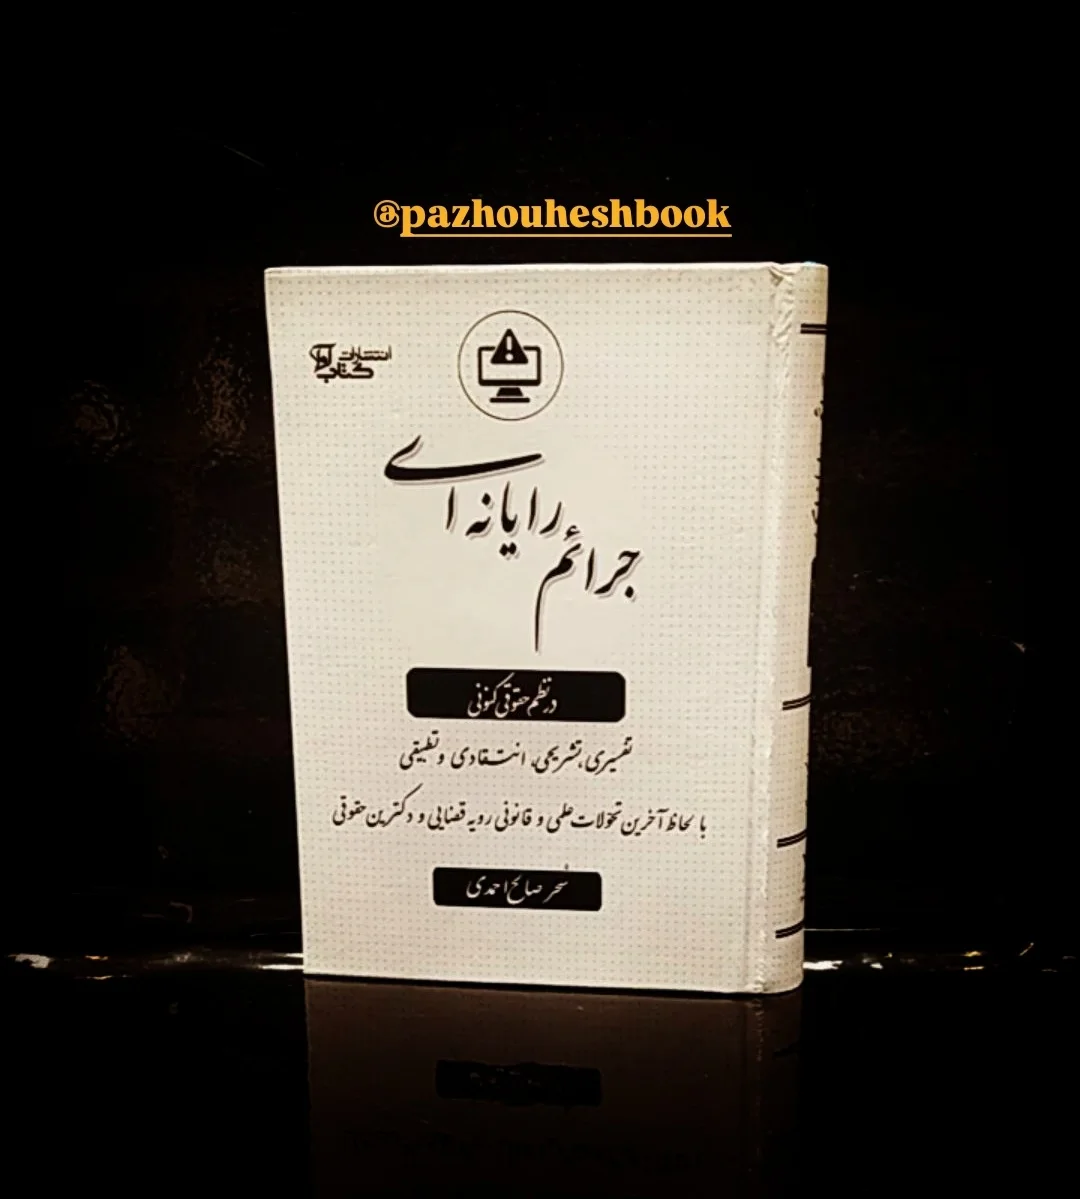 @pazhouheshbook
انتشارات
کتاب آوا
جرائم رایانه ای
در نظم حقوقی کنونی
تفسیری، تشریحی، انتقادی و تطبیقی
با لحاظ آخرین تحولات علمی و قانونی رویه قضایی و دکترین حقوقی
سحر صالح احمدی